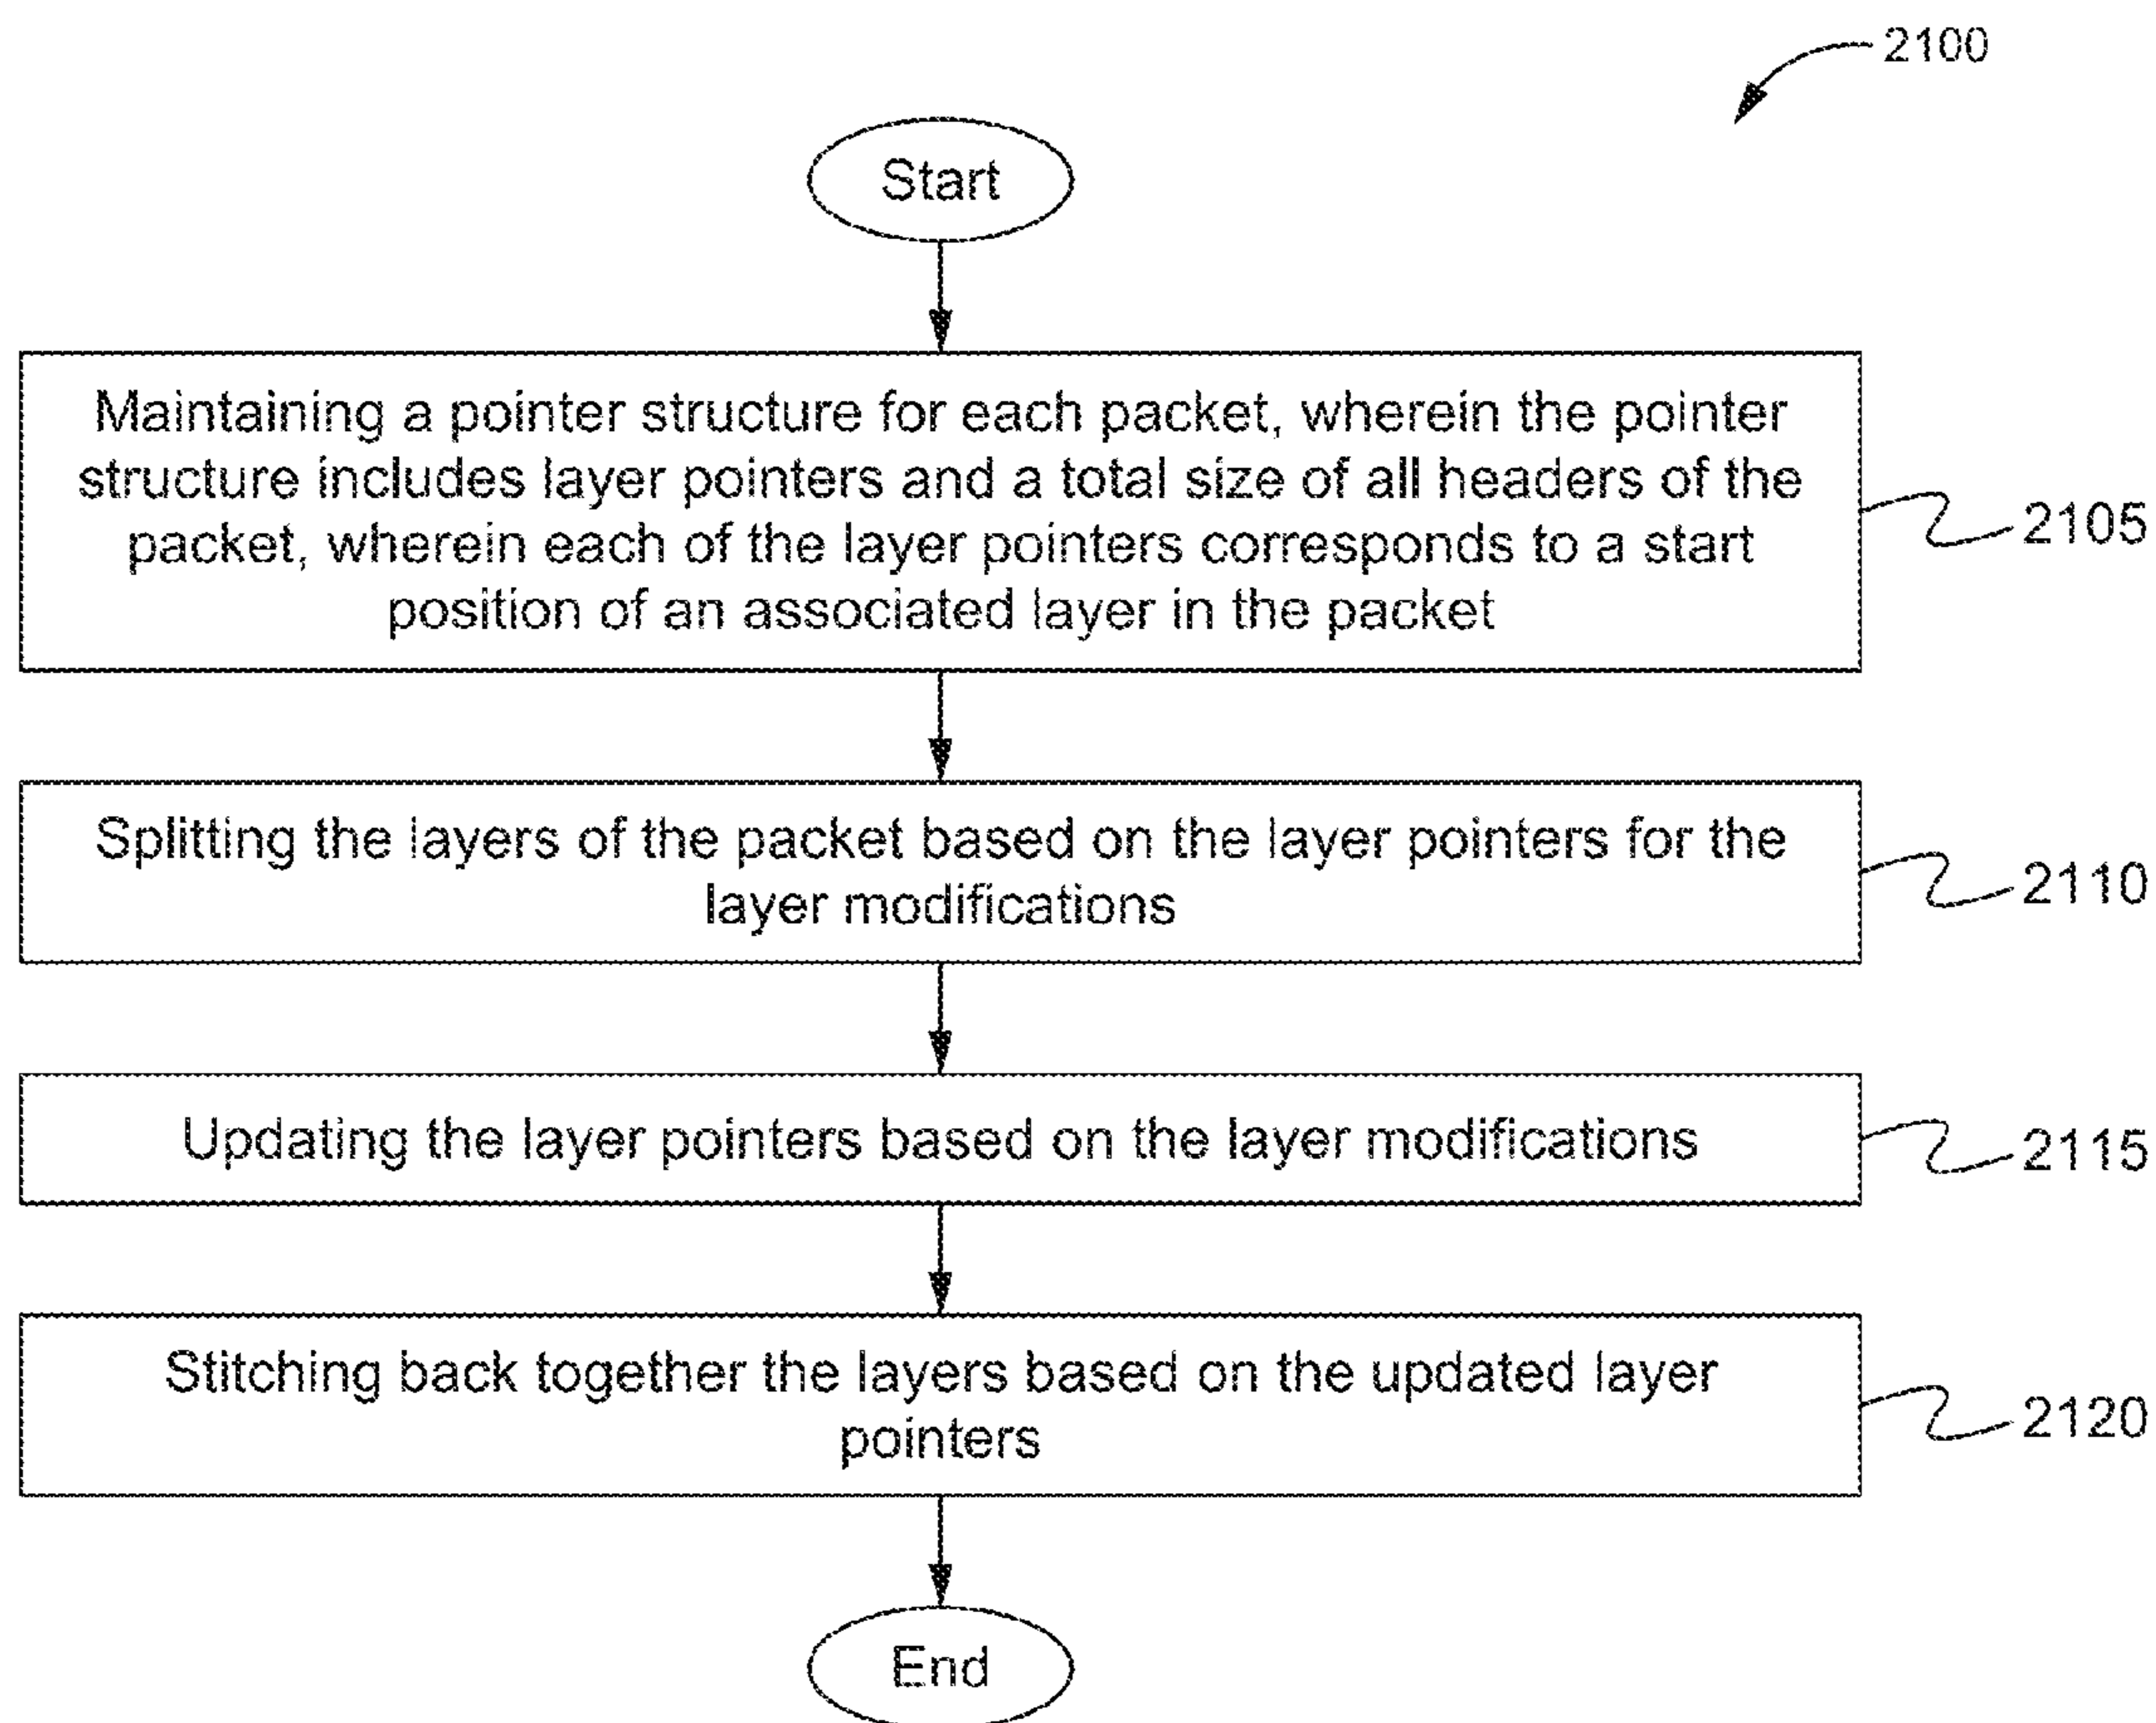 2100
Start
Maintaining a pointer structure for each packet, wherein the pointer
structure includes layer pointers and a total size of all headers of the
packet, wherein each of the layer pointers corresponds to a start
position of an associated layer in the packet
2105
Splitting the layers of the packet based on the layer pointers for the
layer modifications
2110
Updating the layer pointers based on the layer modifications
2115
Stitching back together the layers based on the updated layer
pointers
2120
End